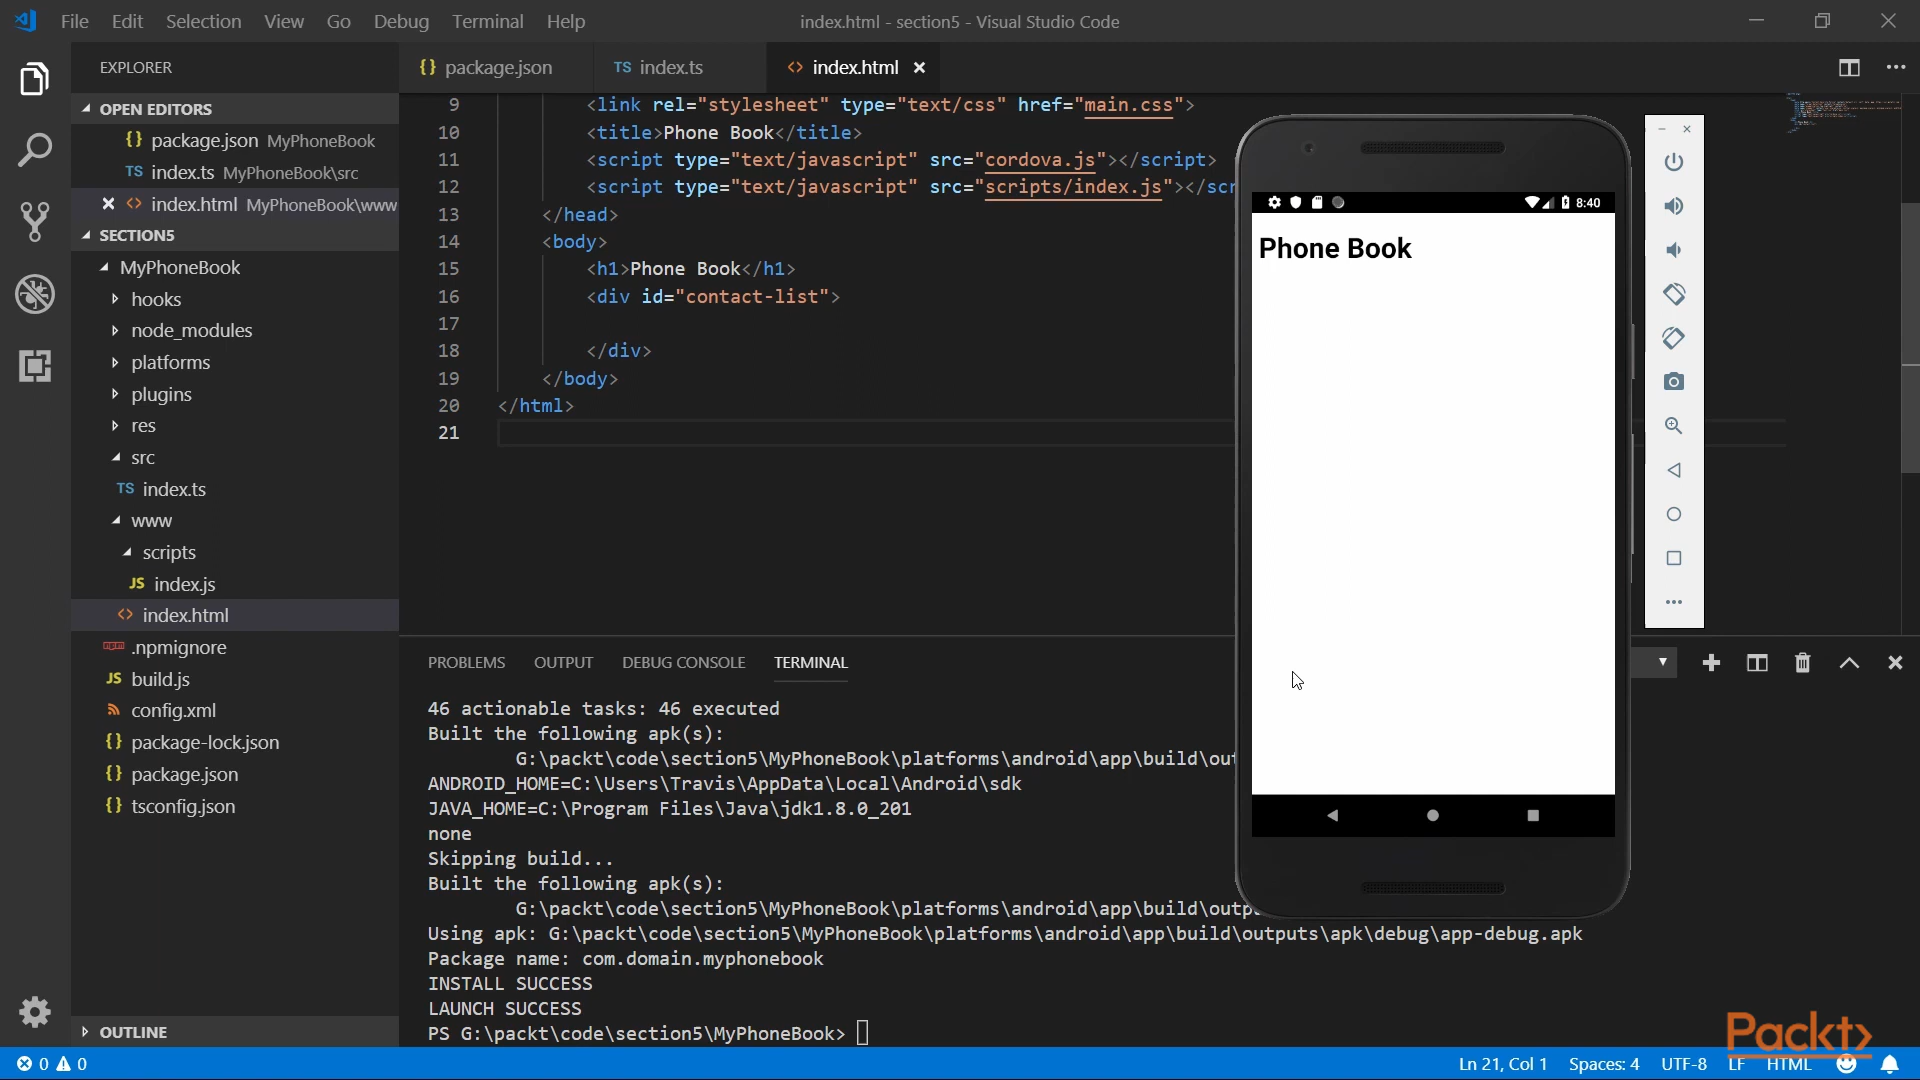 File Edit Selection View Go Debug Terminal Help
index.html - section5 - Visual Studio Code
EXPLORER
OPEN EDITORS
{} package.json MyPhoneBook
TS index.ts MyPhoneBook\src
<> index.html MyPhoneBook\www
SECTION5
MyPhoneBook
hooks
node_modules
platforms
plugins
res
src
TS index.ts
www
scripts
JS index.js
<> index.html
.npmignore
JS build.js
config.xml
{} package-lock.json
{} package.json
{} tsconfig.json
OUTLINE
{} package.json
TS index.ts
<> index.html
9 <link rel="stylesheet" type="text/css" href="main.css">
10 <title>Phone Book</title>
11 <script type="text/javascript" src="cordova.js"></script>
12 <script type="text/javascript" src="scripts/index.js"></scr
13 </head>
14 <body>
15 <h1>Phone Book</h1>
16 <div id="contact-list">
17
18 </div>
19 </body>
20 </html>
21
8:40
Phone Book
PROBLEMS OUTPUT DEBUG CONSOLE TERMINAL
46 actionable tasks: 46 executed
Built the following apk(s):
G:\packt\code\section5\MyPhoneBook\platforms\android\app\build\out
ANDROID_HOME=C:\Users\Travis\AppData\Local\Android\sdk
JAVA_HOME=C:\Program Files\Java\jdk1.8.0_201
none
Skipping build...
Built the following apk(s):
G:\packt\code\section5\MyPhoneBook\platforms\android\app\build\outp
Using apk: G:\packt\code\section5\MyPhoneBook\platforms\android\app\build\outputs\apk\debug\app-debug.apk
Package name: com.domain.myphonebook
INSTALL SUCCESS
LAUNCH SUCCESS
PS G:\packt\code\section5\MyPhoneBook>
Packt>
0 0
Ln 21, Col 1 Spaces: 4 UTF-8 LF HTML